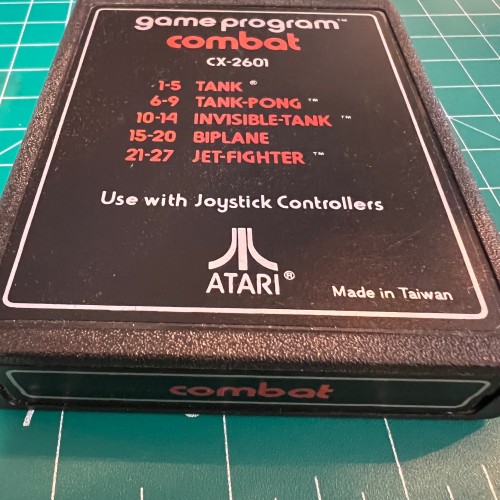 game program™
combat
CX-2601
1-5 TANK®
6-9 TANK-PONG™
10-14 INVISIBLE-TANK™
15-20 BIPLANE
21-27 JET-FIGHTER™
Use with Joystick Controllers
ATARI®
Made in Taiwan
combat